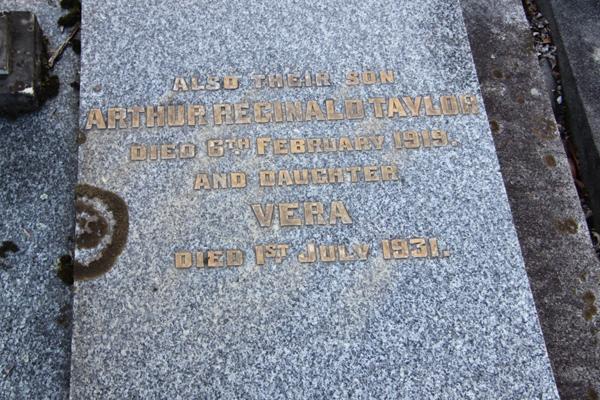 ALSO THEIR SON
ARTHUR REGINALD TAYLOR
DIED 6TH FEBRUARY 1919.
AND DAUGHTER
VERA
DIED 1ST JULY 1931.